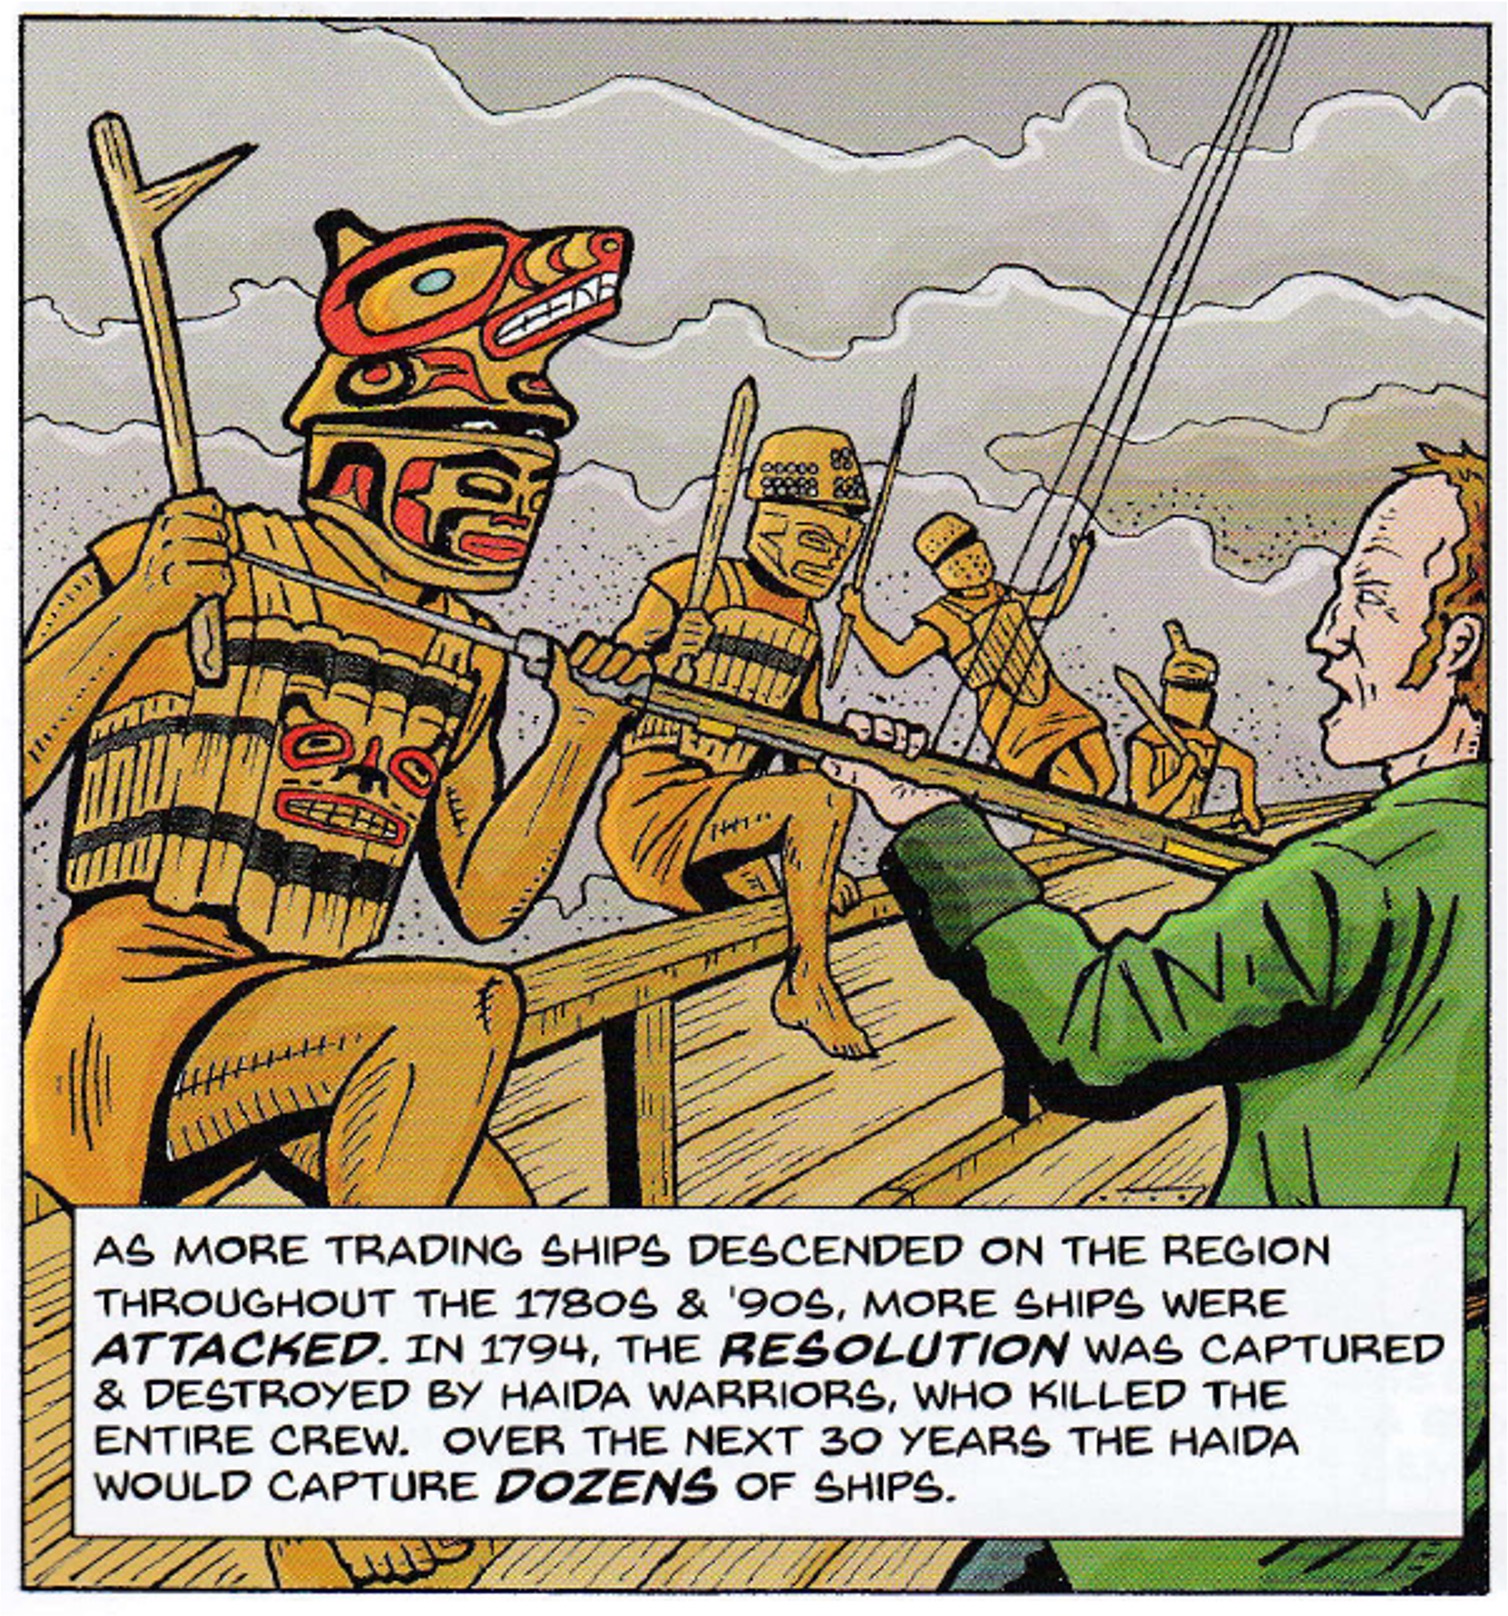 AS MORE TRADING SHIPS DESCENDED ON THE REGION
THROUGHOUT THE 1780S & '90S, MORE SHIPS WERE
ATTACKED. IN 1794, THE RESOLUTION WAS CAPTURED
& DESTROYED BY HAIDA WARRIORS, WHO KILLED THE
ENTIRE CREW. OVER THE NEXT 30 YEARS THE HAIDA
WOULD CAPTURE DOZENS OF SHIPS.